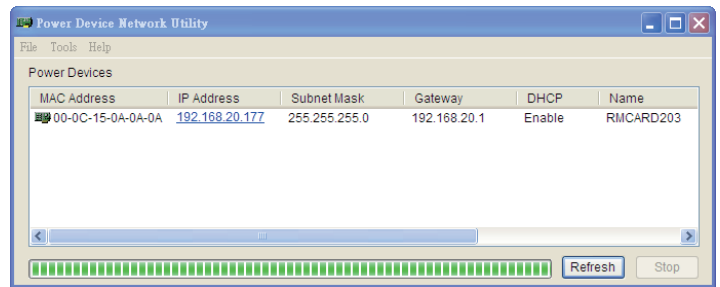 Power Device Network Utility
File Tools Help
Power Devices
MAC Address IP Address Subnet Mask Gateway DHCP Name
00-0C-15-0A-0A-0A 192.168.20.177 255.255.255.0 192.168.20.1 Enable RMCARD203
Refresh Stop